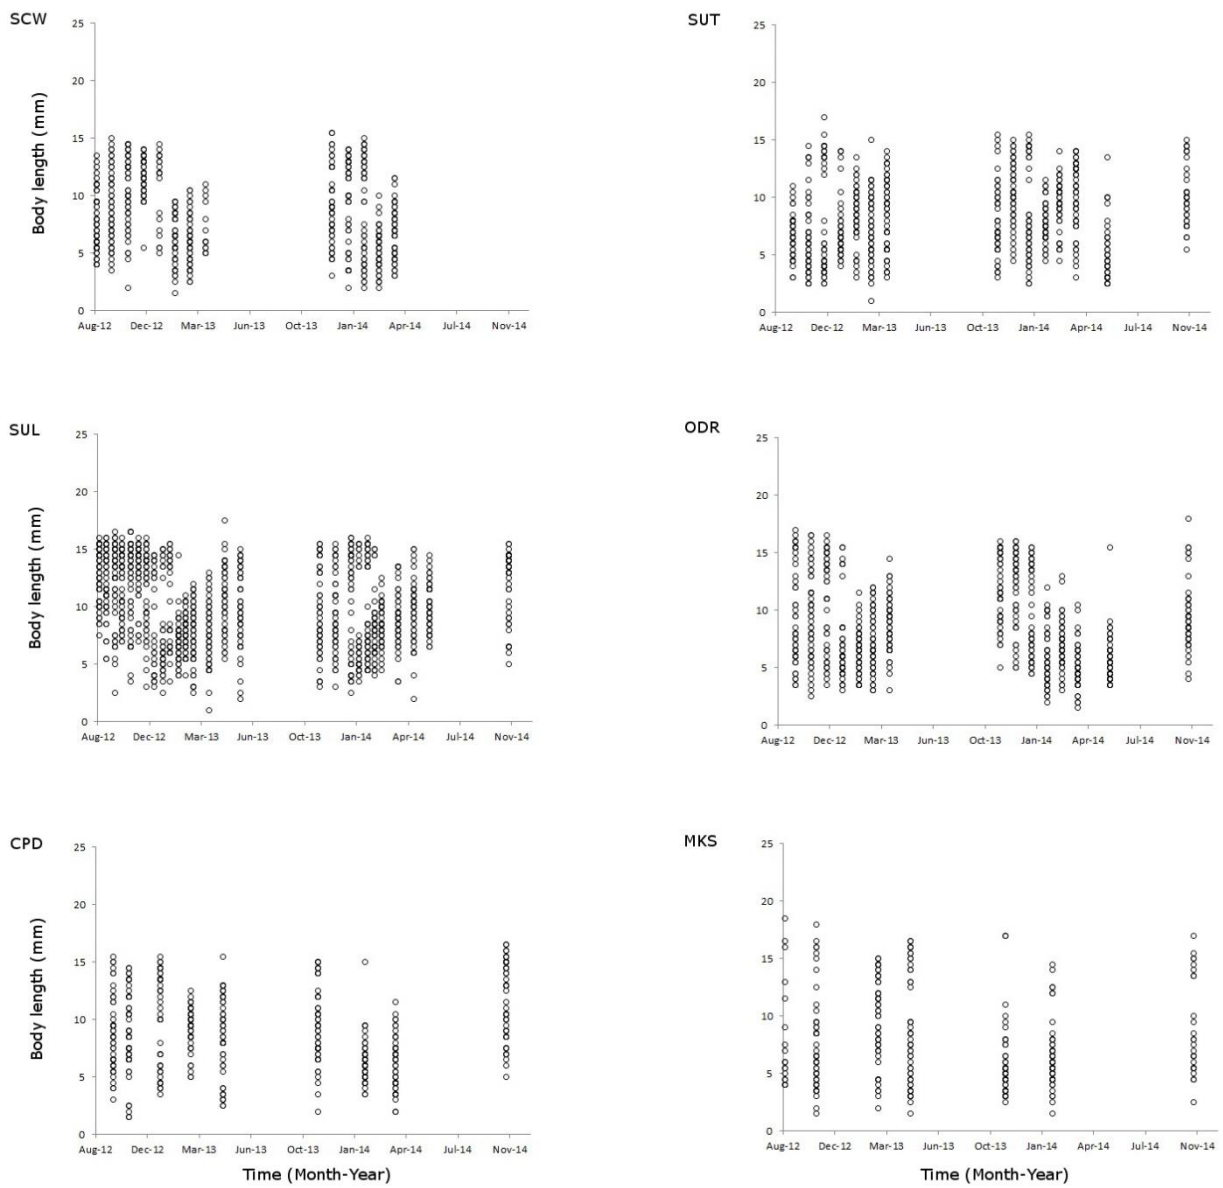 SCW
25
20
15
10
5
0
Body length (mm)
Aug-12 Dec-12 Mar-13 Jun-13 Oct-13 Jan-14 Apr-14 Jul-14 Nov-14
SUT
25
20
15
10
5
0
Aug-12 Dec-12 Mar-13 Jun-13 Oct-13 Jan-14 Apr-14 Jul-14 Nov-14
SUL
25
20
15
10
5
0
Body length (mm)
Aug-12 Dec-12 Mar-13 Jun-13 Oct-13 Jan-14 Apr-14 Jul-14 Nov-14
ODR
25
20
15
10
5
0
Aug-12 Dec-12 Mar-13 Jun-13 Oct-13 Jan-14 Apr-14 Jul-14 Nov-14
CPD
25
20
15
10
5
0
Body length (mm)
Aug-12 Dec-12 Mar-13 Jun-13 Oct-13 Jan-14 Apr-14 Jul-14 Nov-14
Time (Month-Year)
MKS
25
20
15
10
5
0
Aug-12 Dec-12 Mar-13 Jun-13 Oct-13 Jan-14 Apr-14 Jul-14 Nov-14
Time (Month-Year)